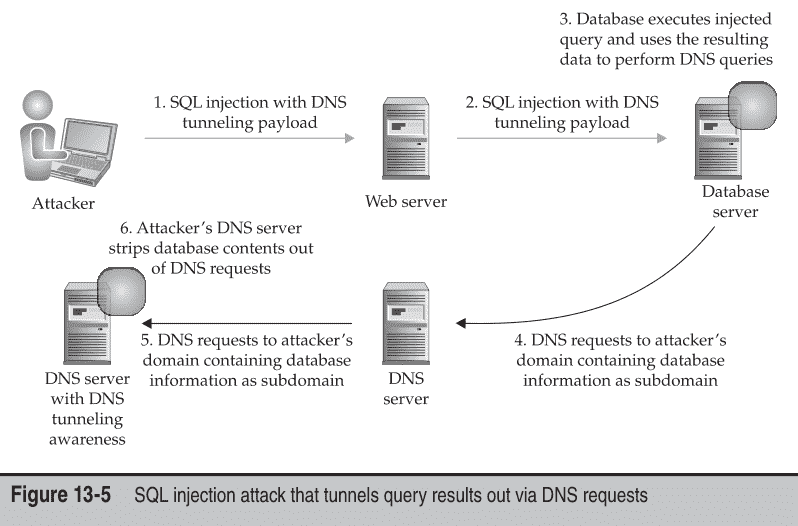 3. Database executes injected
query and uses the resulting
data to perform DNS queries
1. SQL injection with DNS
tunneling payload
2. SQL injection with DNS
tunneling payload
Attacker
Web server
Database
server
6. Attacker's DNS server
strips database contents out
of DNS requests
5. DNS requests to attacker's
domain containing database
information as subdomain
4. DNS requests to attacker's
domain containing database
information as subdomain
DNS server
with DNS
tunneling
awareness
DNS
server
Figure 13-5 SQL injection attack that tunnels query results out via DNS requests